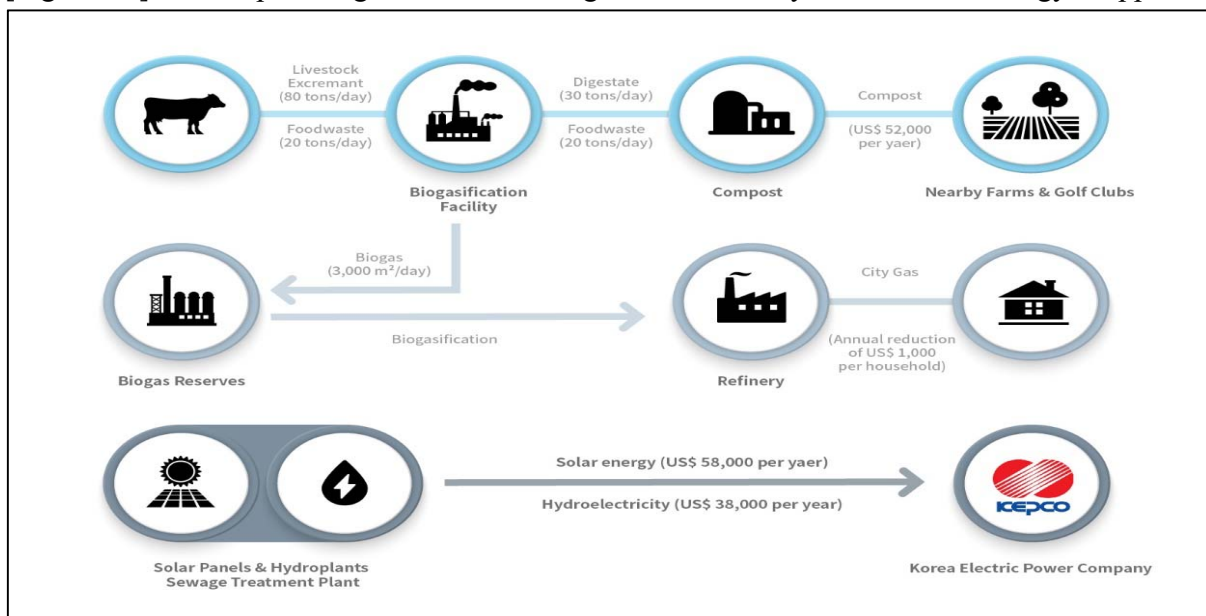 Livestock
Excremant
(80 tons/day)
Foodwaste
(20 tons/day)
Digestate
(30 tons/day)
Foodwaste
(20 tons/day)
Compost
(US$ 52,000
per yaer)
Biogasification
Facility
Compost
Nearby Farms & Golf Clubs
Biogas
(3,000 m²/day)
Biogasification
City Gas
(Annual reduction
of US$ 1,000
per household)
Biogas Reserves
Refinery
Solar energy (US$ 58,000 per yaer)
Hydroelectricity (US$ 38,000 per year)
KEPCO
Solar Panels & Hydroplants
Sewage Treatment Plant
Korea Electric Power Company